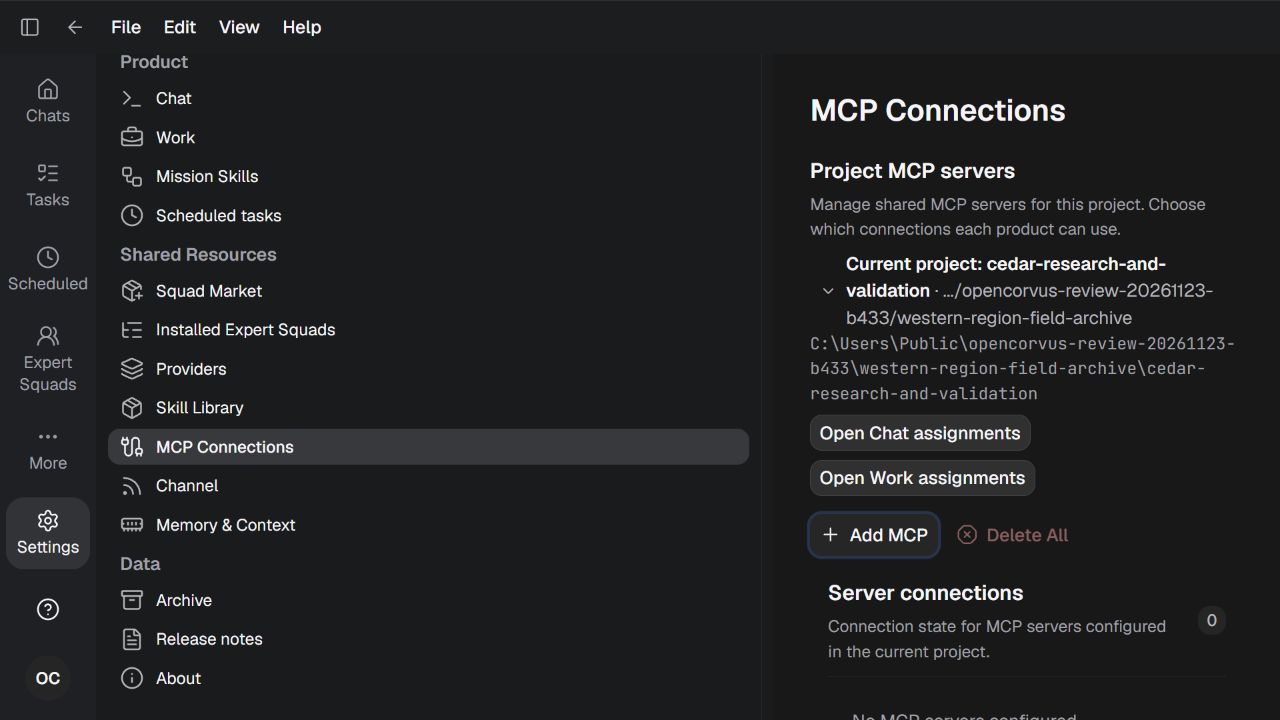 File Edit View Help
Chats
Tasks
Scheduled
Expert
Squads
More
Settings
OC
Product
Chat
Work
Mission Skills
Scheduled tasks
Shared Resources
Squad Market
Installed Expert Squads
Providers
Skill Library
MCP Connections
Channel
Memory & Context
Data
Archive
Release notes
About
MCP Connections
Project MCP servers
Manage shared MCP servers for this project. Choose
which connections each product can use.
Current project: cedar-research-and-
validation · .../opencorvus-review-20261123-
b433/western-region-field-archive
C:\Users\Public\opencorvus-review-20261123-
b433\western-region-field-archive\cedar-
research-and-validation
Open Chat assignments
Open Work assignments
+ Add MCP
Delete All
Server connections
0
Connection state for MCP servers configured
in the current project.
No MCP servers configured